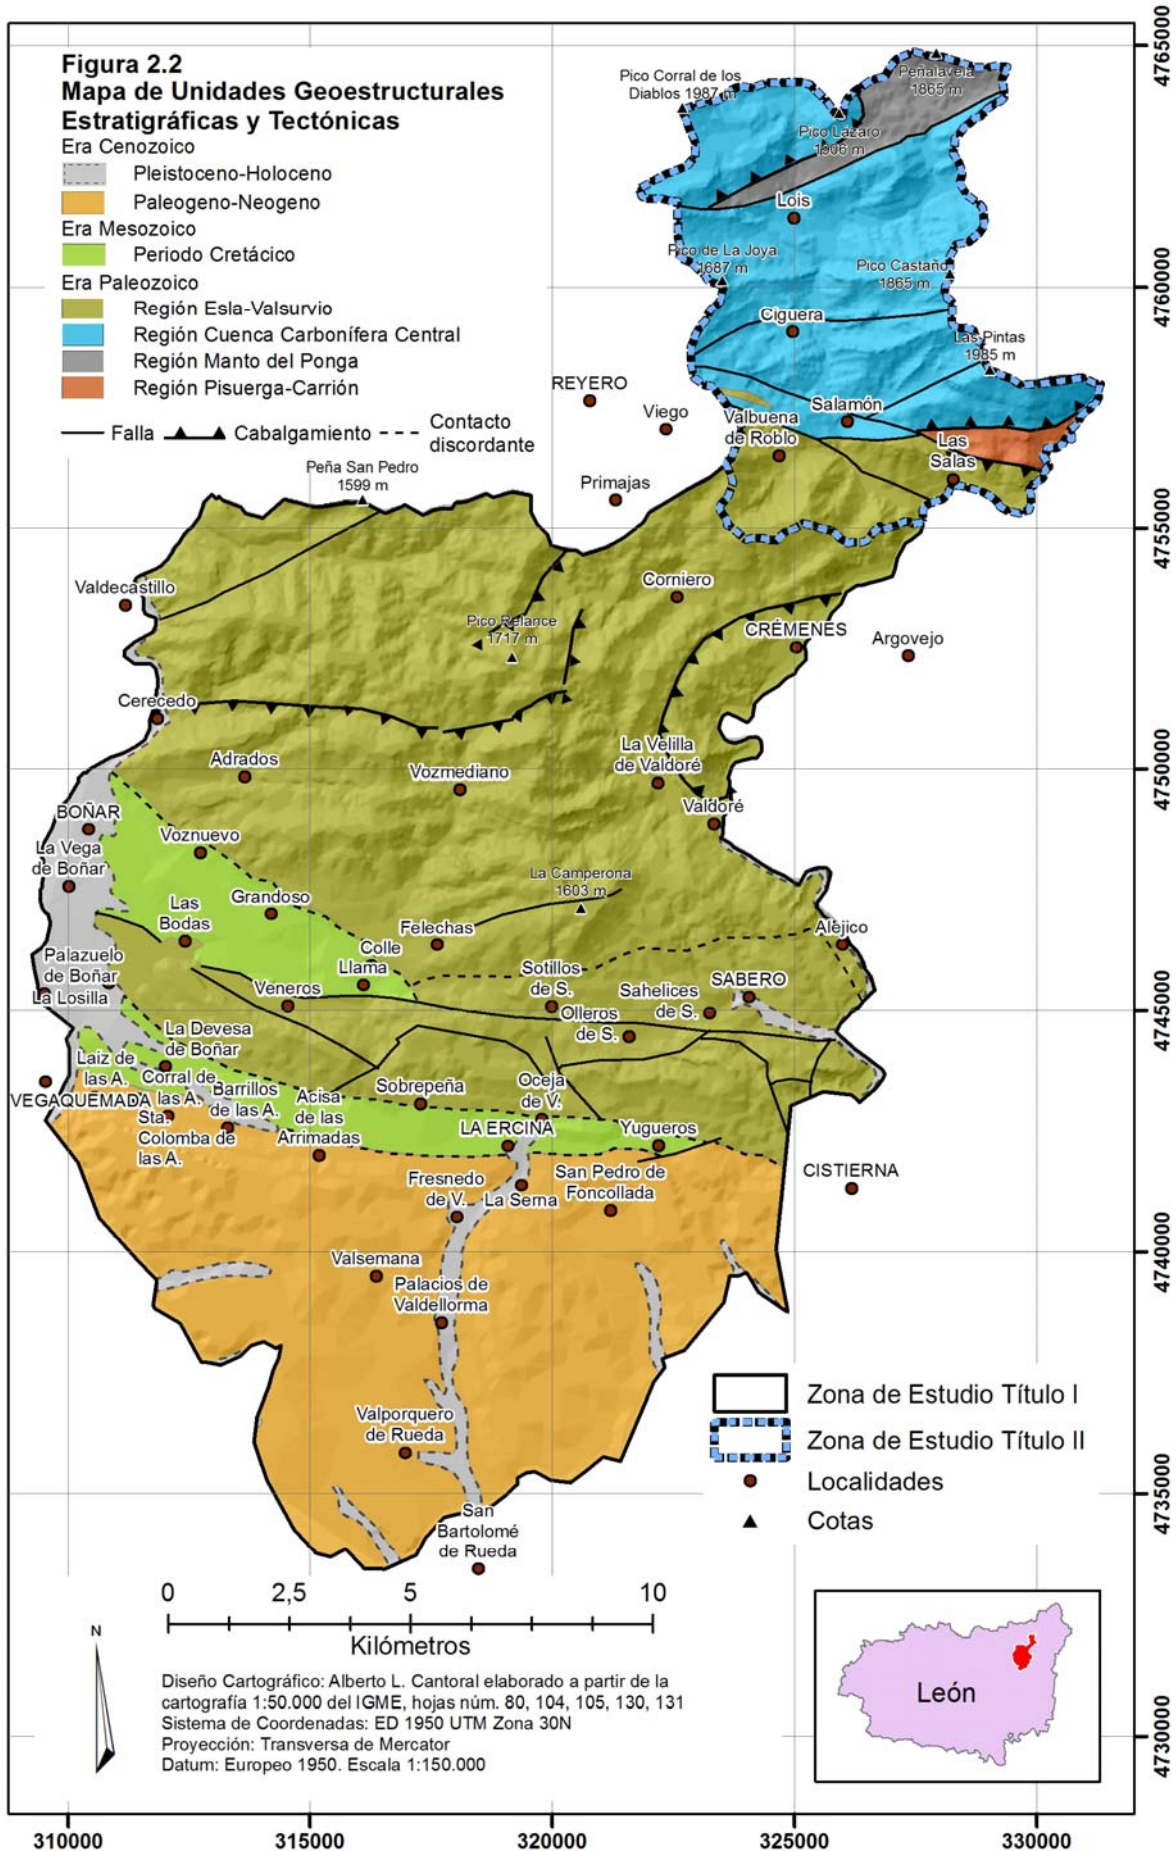 Figura 2.2
Mapa de Unidades Geoestructurales
Estratigráficas y Tectónicas
Era Cenozoico
Pleistoceno-Holoceno
Paleogeno-Neogeno
Era Mesozoico
Periodo Cretácico
Era Paleozoico
Región Esla-Valsurvio
Región Cuenca Carbonífera Central
Región Manto del Ponga
Región Pisuerga-Carrión
Falla
Cabalgamiento
Contacto
discordante
Pico Corral de los
Diablos 1987 m
Peñalavela
1865 m
Pico Lázaro
1906 m
Lois
Pico de La Joya
1687 m
Pico Castaño
1865 m
Ciguera
Las Pintas
1985 m
REYERO
Viego
Salamón
Valbuena
de Roblo
Las
Salas
Primajas
Peña San Pedro
1599 m
Valdecastillo
Corniero
Pico Relance
1717 m
CRÉMENES
Argovejo
Cerecedo
Adrados
Vozmediano
La Velilla
de Valdoré
Valdoré
BOÑAR
La Vega
de Boñar
Voznuevo
La Camperona
1603 m
Las
Bodas
Grandoso
Felechas
Alejico
Colle
Llama
Palazuelo
de Boñar
La Losilla
Veneros
Sotillos
de S.
Sahelices
de S.
SABERO
Olleros
de S.
La Devesa
de Boñar
Laiz de
las A.
Corral de
las A.
Barrillos
de las A.
Acisa
de las
Arrimadas
Sobrepeña
Oceja
de V.
VEGAQUEMADA
Sta.
Colomba de
las A.
LA ERCINA
Yugueros
CISTIERNA
Fresnedo
de V.
La Serna
San Pedro de
Foncollada
Valsemana
Palacios de
Valdellorma
Valporquero
de Rueda
San
Bartolomé
de Rueda
Zona de Estudio Título I
Zona de Estudio Título II
Localidades
Cotas
0 2,5 5 10
Kilómetros
N
Diseño Cartográfico: Alberto L. Cantoral elaborado a partir de la
cartografía 1:50.000 del IGME, hojas núm. 80, 104, 105, 130, 131
Sistema de Coordenadas: ED 1950 UTM Zona 30N
Proyección: Transversa de Mercator
Datum: Europeo 1950. Escala 1:150.000
León
4765000
4760000
4755000
4750000
4745000
4740000
4735000
4730000
310000 315000 320000 325000 330000